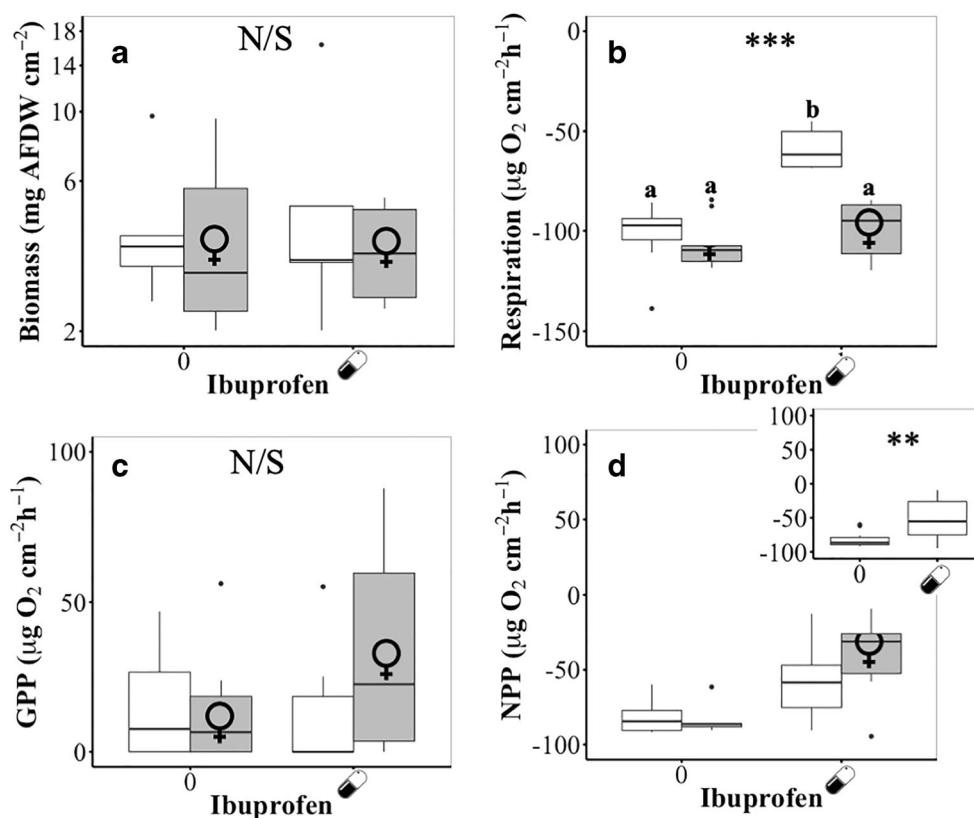 a
N/S
Biomass (mg AFDW cm−2)
18
14
10
6
2
0
Ibuprofen
b
***
Respiration (µg O2 cm−2h−1)
0
-50
-100
-150
a
a
b
a
0
Ibuprofen
c
N/S
GPP (µg O2 cm−2h−1)
100
50
0
0
Ibuprofen
d
NPP (µg O2 cm−2h−1)
100
50
0
-50
-100
0
Ibuprofen
**
100
50
0
-50
-100
0